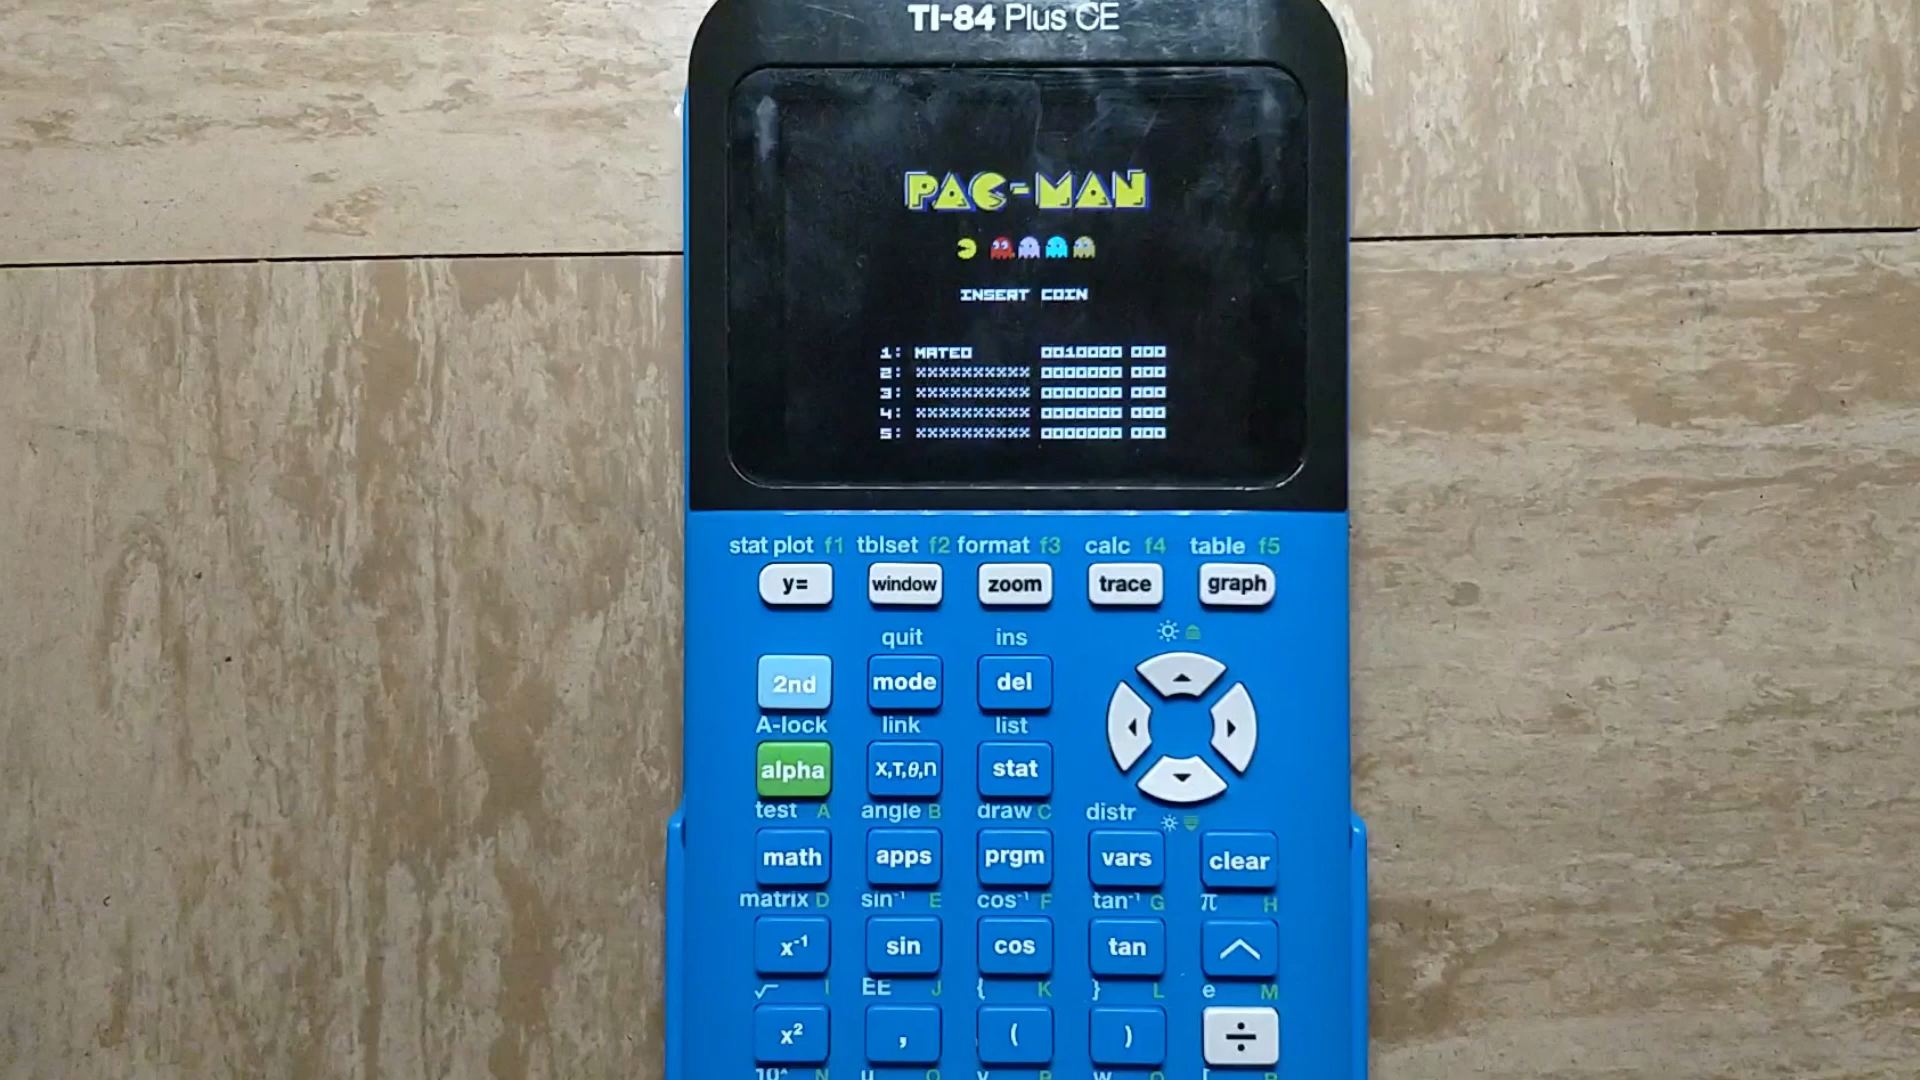 TI-84 Plus CE
PAC-MAN
INSERT COIN
1: MATEO 0010000 000
2: XXXXXXXXXX 0000000 000
3: XXXXXXXXXX 0000000 000
4: XXXXXXXXXX 0000000 000
5: XXXXXXXXXX 0000000 000
stat plot f1 tblset f2 format f3 calc f4 table f5
y= window zoom trace graph
quit ins
2nd mode del
A-lock link list
alpha X,T,θ,n stat
test A angle B draw C distr
math apps prgm vars clear
matrix D sin⁻¹ E cos⁻¹ F tan⁻¹ G π H
x⁻¹ sin cos tan ^
√ I EE J { K } L e M
x² , ( ) ÷